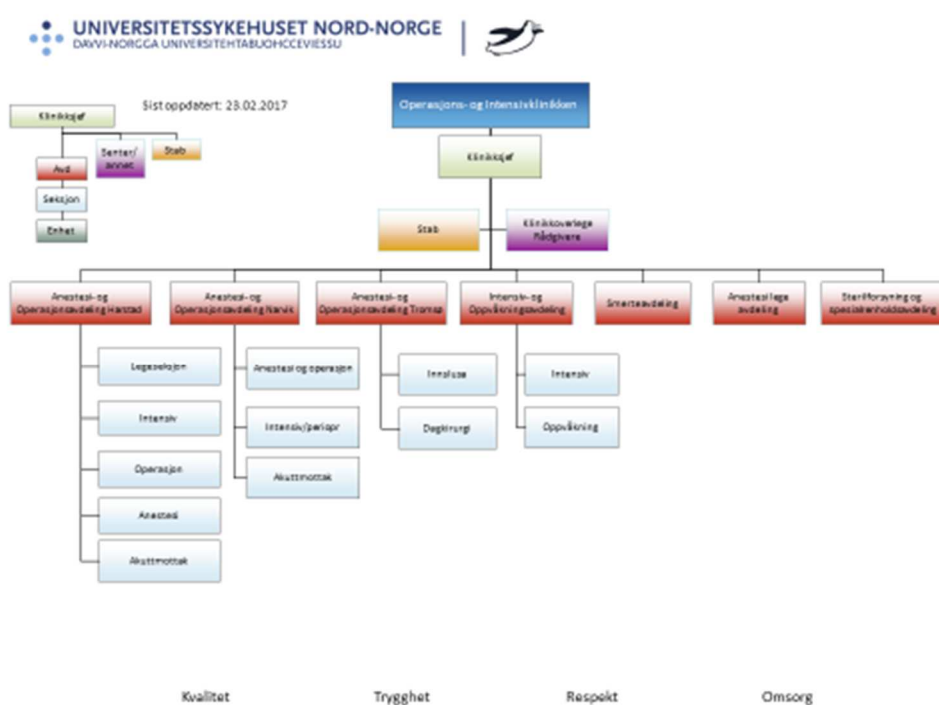 UNIVERSITETSSYKEHUSET NORD-NORGE
DAVVI-NORGGA UNIVERSITEHTABUOHCCEVIESSU
Sist oppdatert: 23.02.2017
Klinikksjef
Senter/
annet
Stab
Avd
Seksjon
Enhet
Operasjons- og Intensivklinikken
Klinikksjef
Stab
Klinikkoverlege
Rådgivere
Anestesi- og
Operasjonsavdeling Harstad
Anestesi- og
Operasjonsavdeling Narvik
Anestesi- og
Operasjonsavdeling Tromsø
Intensiv- og
Oppvåkningsavdeling
Smerteavdeling
Anestesi lege
avdeling
Sterilforsyning og
Legeseksjon
Intensiv
Operasjon
Anestesi
Akuttmottak
Anestesi og operasjon
Intensiv/periopr
Akuttmottak
Innsluse
Dagkirurgi
Intensiv
Oppvåkning
Kvalitet
Trygghet
Respekt
Omsorg